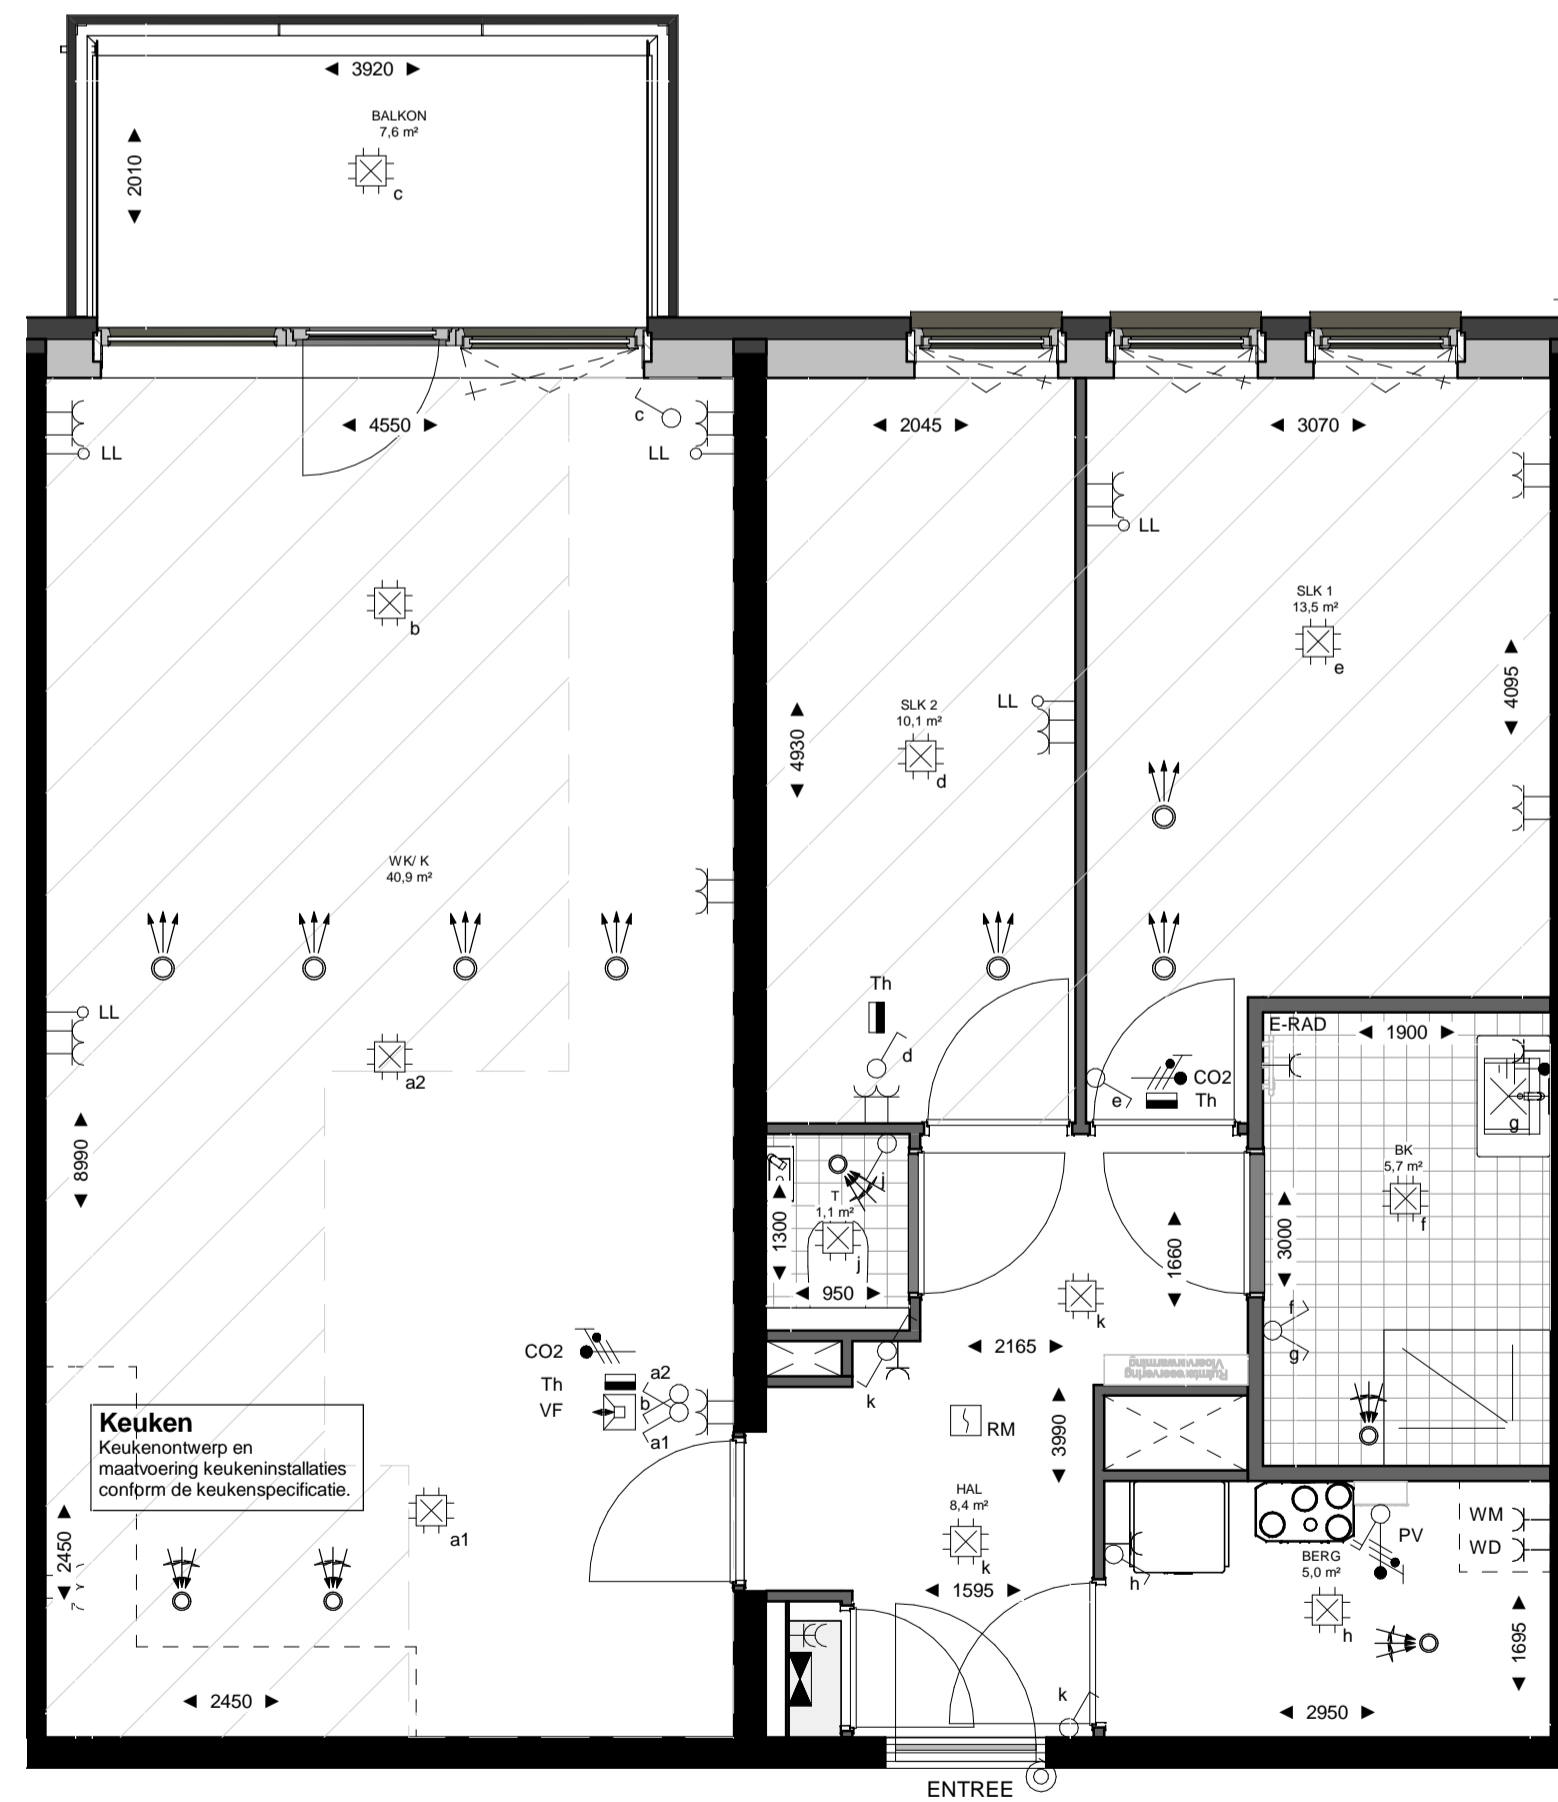 3920
BALKON
7,6 m²
2010
c
4550
c
2045
3070
LL
LL
LL
b
SLK 1
13,5 m²
e
4095
LL
SLK 2
10,1 m²
d
4930
WK/ K
40,9 m²
Th
d
LL
a2
E-RAD
1900
CO2
e
Th
g
8990
BK
5,7 m²
f
j
T
1,1 m²
1300
j
950
3000
1660
k
f
g
2165
Ruimtereservering
Vloerverwarming
CO2
Th
VF
a2
b
a1
k
RM
3990
Keuken
Keukenontwerp en
maatvoering keukeninstallaties
conform de keukenspecificatie.
HAL
8,4 m²
k
1595
a1
2450
WM
WD
PV
BERG
5,0 m²
h
h
1695
2450
k
2950
ENTREE